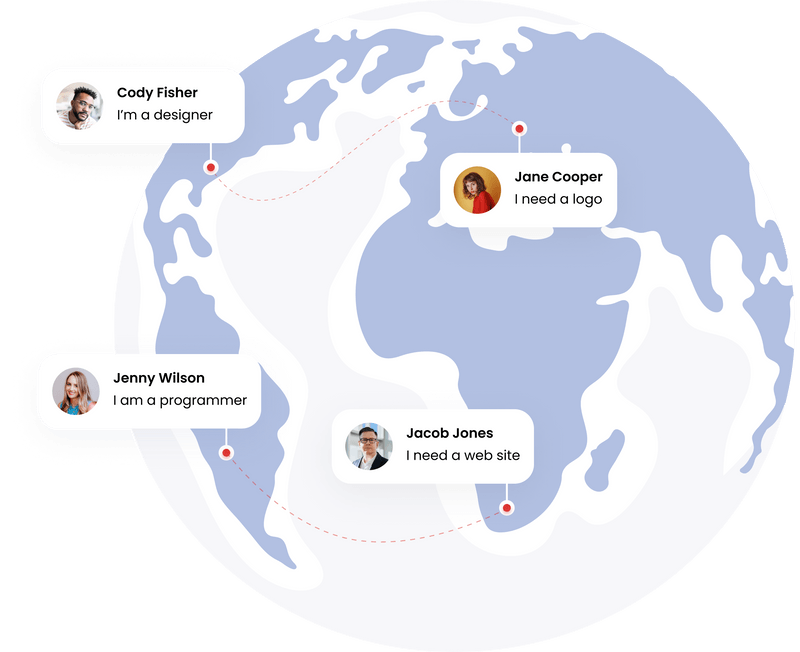 Cody Fisher
I’m a designer
Jane Cooper
I need a logo
Jenny Wilson
I am a programmer
Jacob Jones
I need a web site